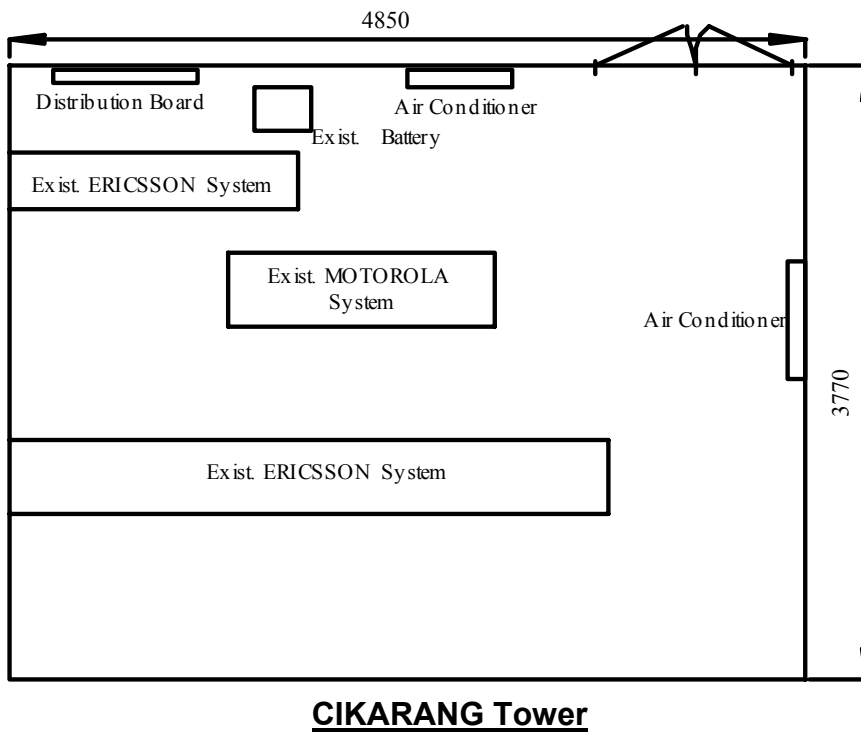 4850
Distribution Board
Air Conditioner
Exist. Battery
Exist. ERICSSON System
Exist. MOTOROLA
System
Air Conditioner
3770
Exist. ERICSSON System
CIKARANG Tower